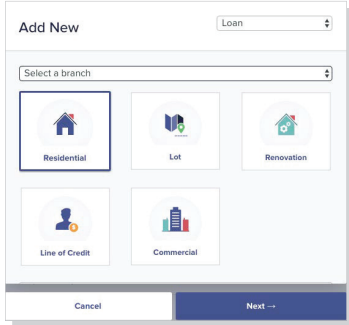 Add New
Loan
Select a branch
Residential
Lot
Renovation
Line of Credit
Commercial
Cancel
Next →